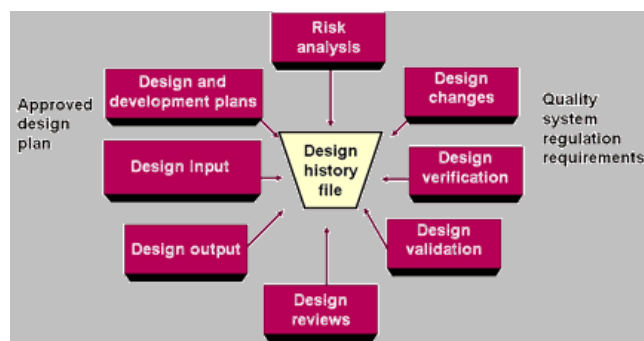 Risk
analysis
Design and
development plans
Design
changes
Approved
design
plan
Quality
system
regulation
requirements
Design
history
file
Design input
Design
verification
Design output
Design
validation
Design
reviews